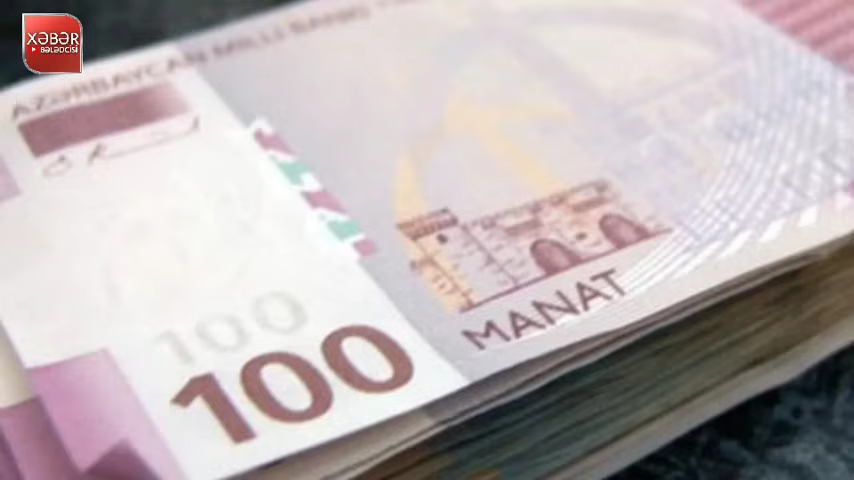 XƏBƏR
BƏLƏDÇİSİ
AZƏRBAYCAN MİLLİ BANKI
100
100
MANAT